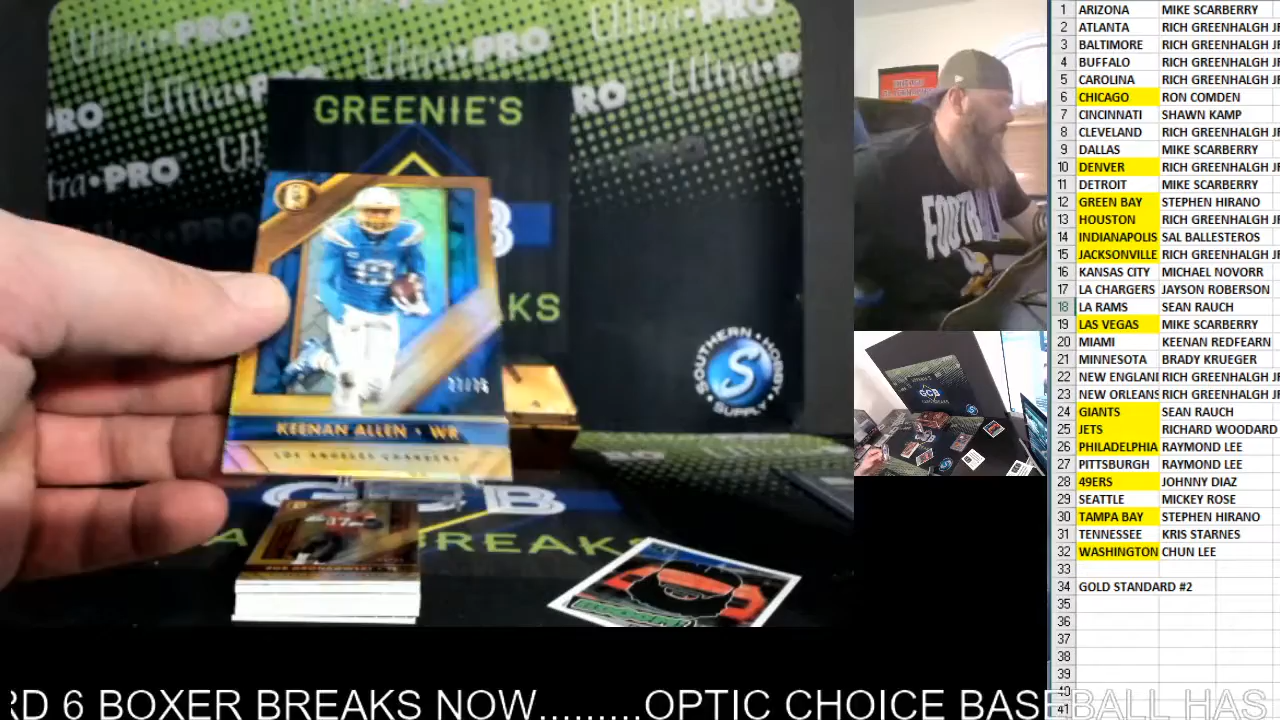 Ultra•PRO
GREENIE'S
PRO
KEENAN ALLEN • WR
LOS ANGELES CHARGERS
SOUTHERN HOBBY SUPPLY
S
GCB
BREAKS
FOOTB
1 ARIZONA MIKE SCARBERRY
2 ATLANTA RICH GREENHALGH JR
3 BALTIMORE RICH GREENHALGH JR
4 BUFFALO RICH GREENHALGH JR
5 CAROLINA RICH GREENHALGH JR
6 CHICAGO RON COMDEN
7 CINCINNATI SHAWN KAMP
8 CLEVELAND RICH GREENHALGH JR
9 DALLAS MIKE SCARBERRY
10 DENVER RICH GREENHALGH JR
11 DETROIT MIKE SCARBERRY
12 GREEN BAY STEPHEN HIRANO
13 HOUSTON RICH GREENHALGH JR
14 INDIANAPOLIS SAL BALLESTEROS
15 JACKSONVILLE RICH GREENHALGH JR
16 KANSAS CITY MICHAEL NOVORR
17 LA CHARGERS JAYSON ROBERSON
18 LA RAMS SEAN RAUCH
19 LAS VEGAS MIKE SCARBERRY
20 MIAMI KEENAN REDFEARN
21 MINNESOTA BRADY KRUEGER
22 NEW ENGLAN RICH GREENHALGH JR
23 NEW ORLEANS RICH GREENHALGH JR
24 GIANTS SEAN RAUCH
25 JETS RICHARD WOODARD
26 PHILADELPHIA RAYMOND LEE
27 PITTSBURGH RAYMOND LEE
28 49ERS JOHNNY DIAZ
29 SEATTLE MICKEY ROSE
30 TAMPA BAY STEPHEN HIRANO
31 TENNESSEE KRIS STARNES
32 WASHINGTON CHUN LEE
33
34 GOLD STANDARD #2
35
36
37
38
39
40
41
RD 6 BOXER BREAKS NOW.........OPTIC CHOICE BASEBALL HAS